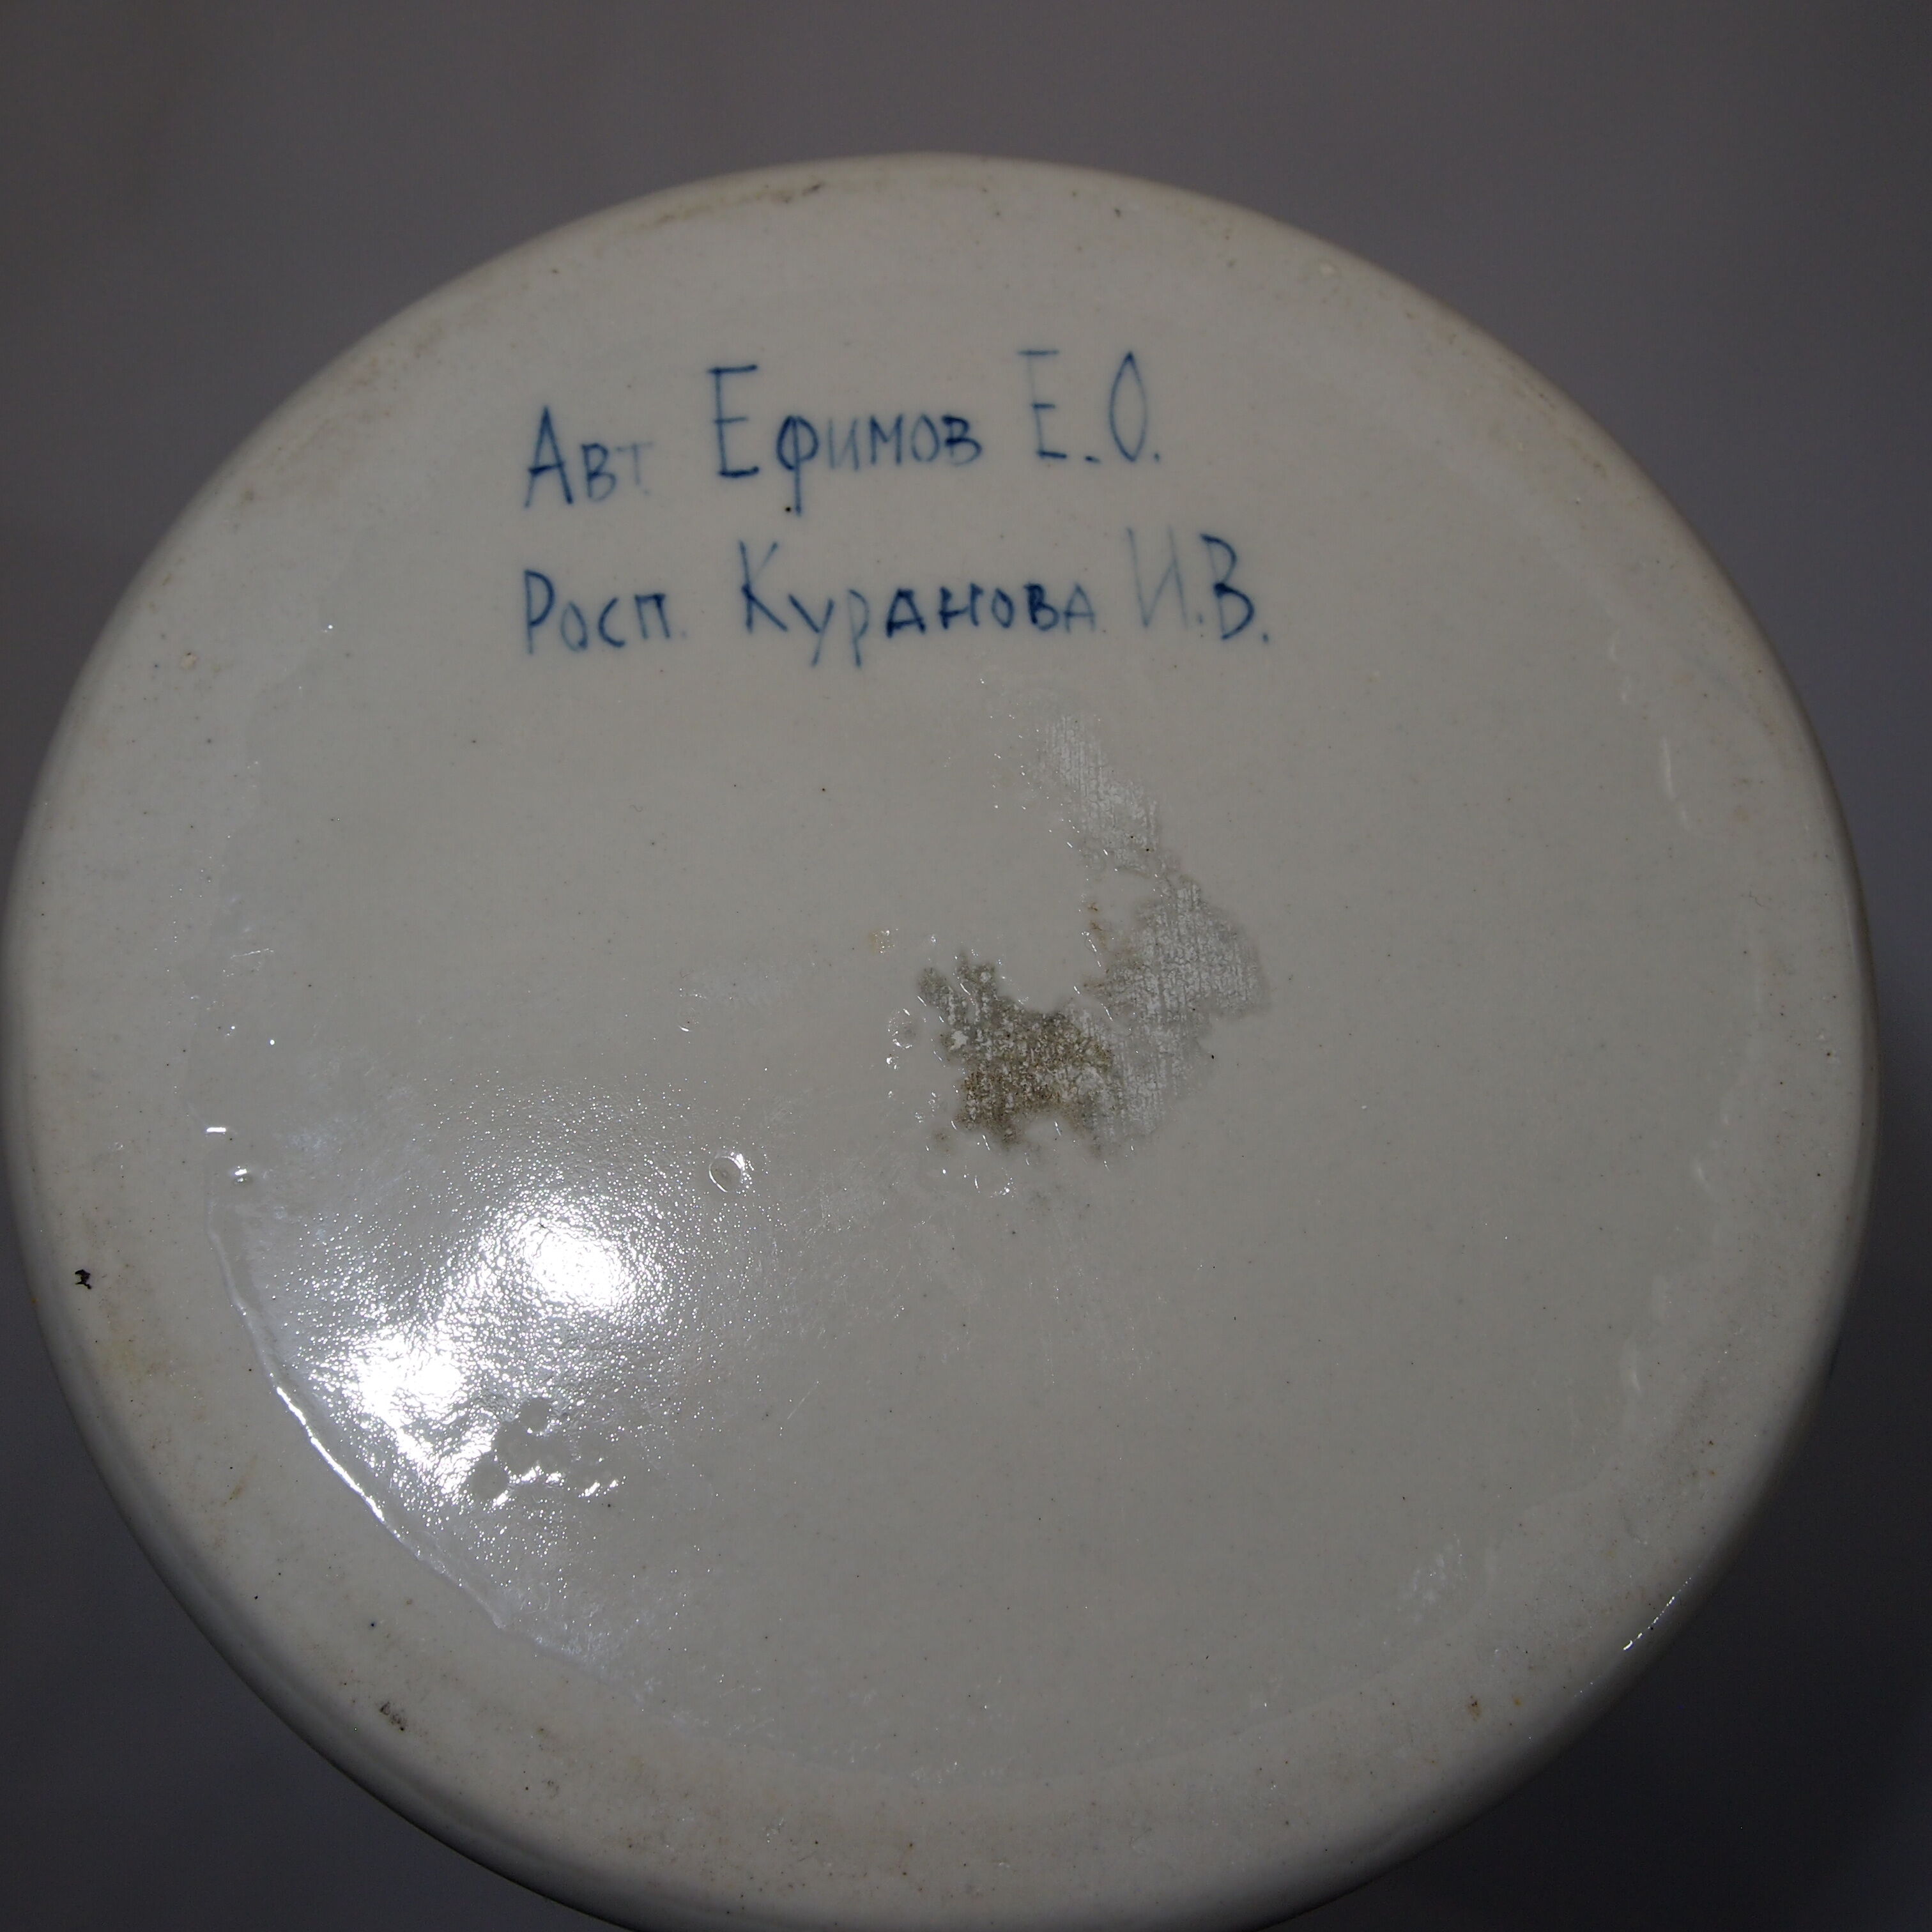 Авт Ефимов Е.О.
Росп. Куранова И.В.